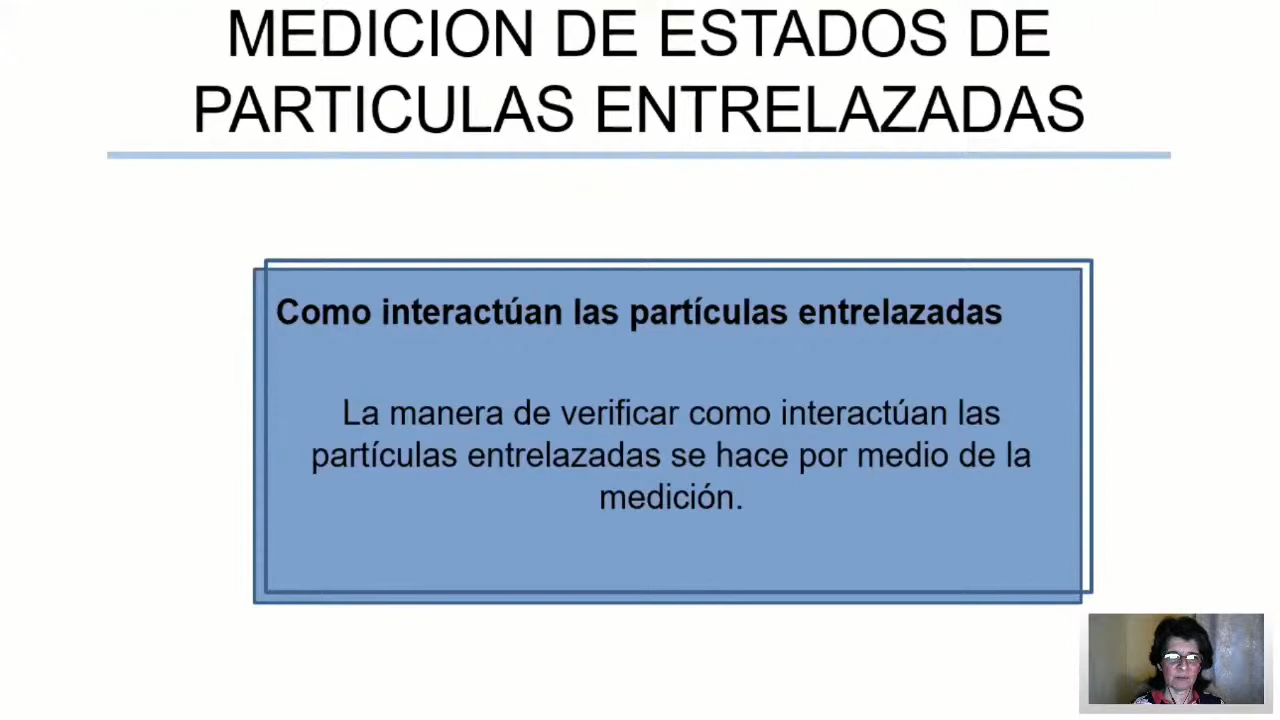 MEDICION DE ESTADOS DE
PARTICULAS ENTRELAZADAS
Como interactúan las partículas entrelazadas
La manera de verificar como interactúan las
partículas entrelazadas se hace por medio de la
medición.